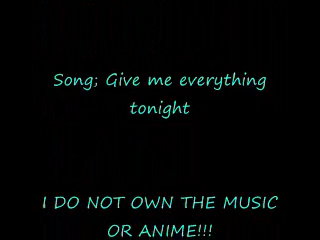 Song; Give me everything
tonight
I DO NOT OWN THE MUSIC
OR ANIME!!!